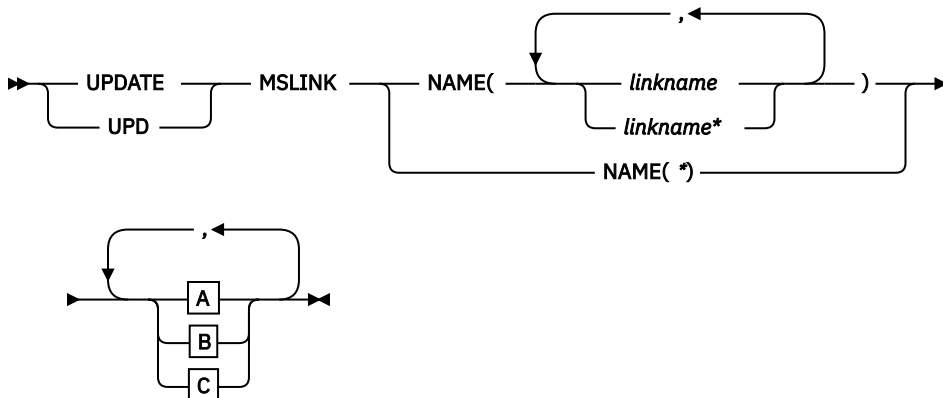 ,
UPDATE MSLINK NAME( linkname )
UPD linkname*
NAME( *)
,
A
B
C